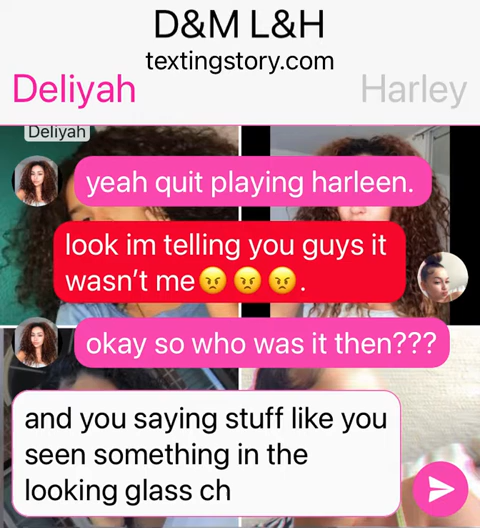 D&M L&H
textingstory.com
Deliyah Harley
Deliyah
yeah quit playing harleen.
look im telling you guys it
wasn't me😠 😠 😠.
okay so who was it then???
and you saying stuff like you
seen something in the
looking glass ch